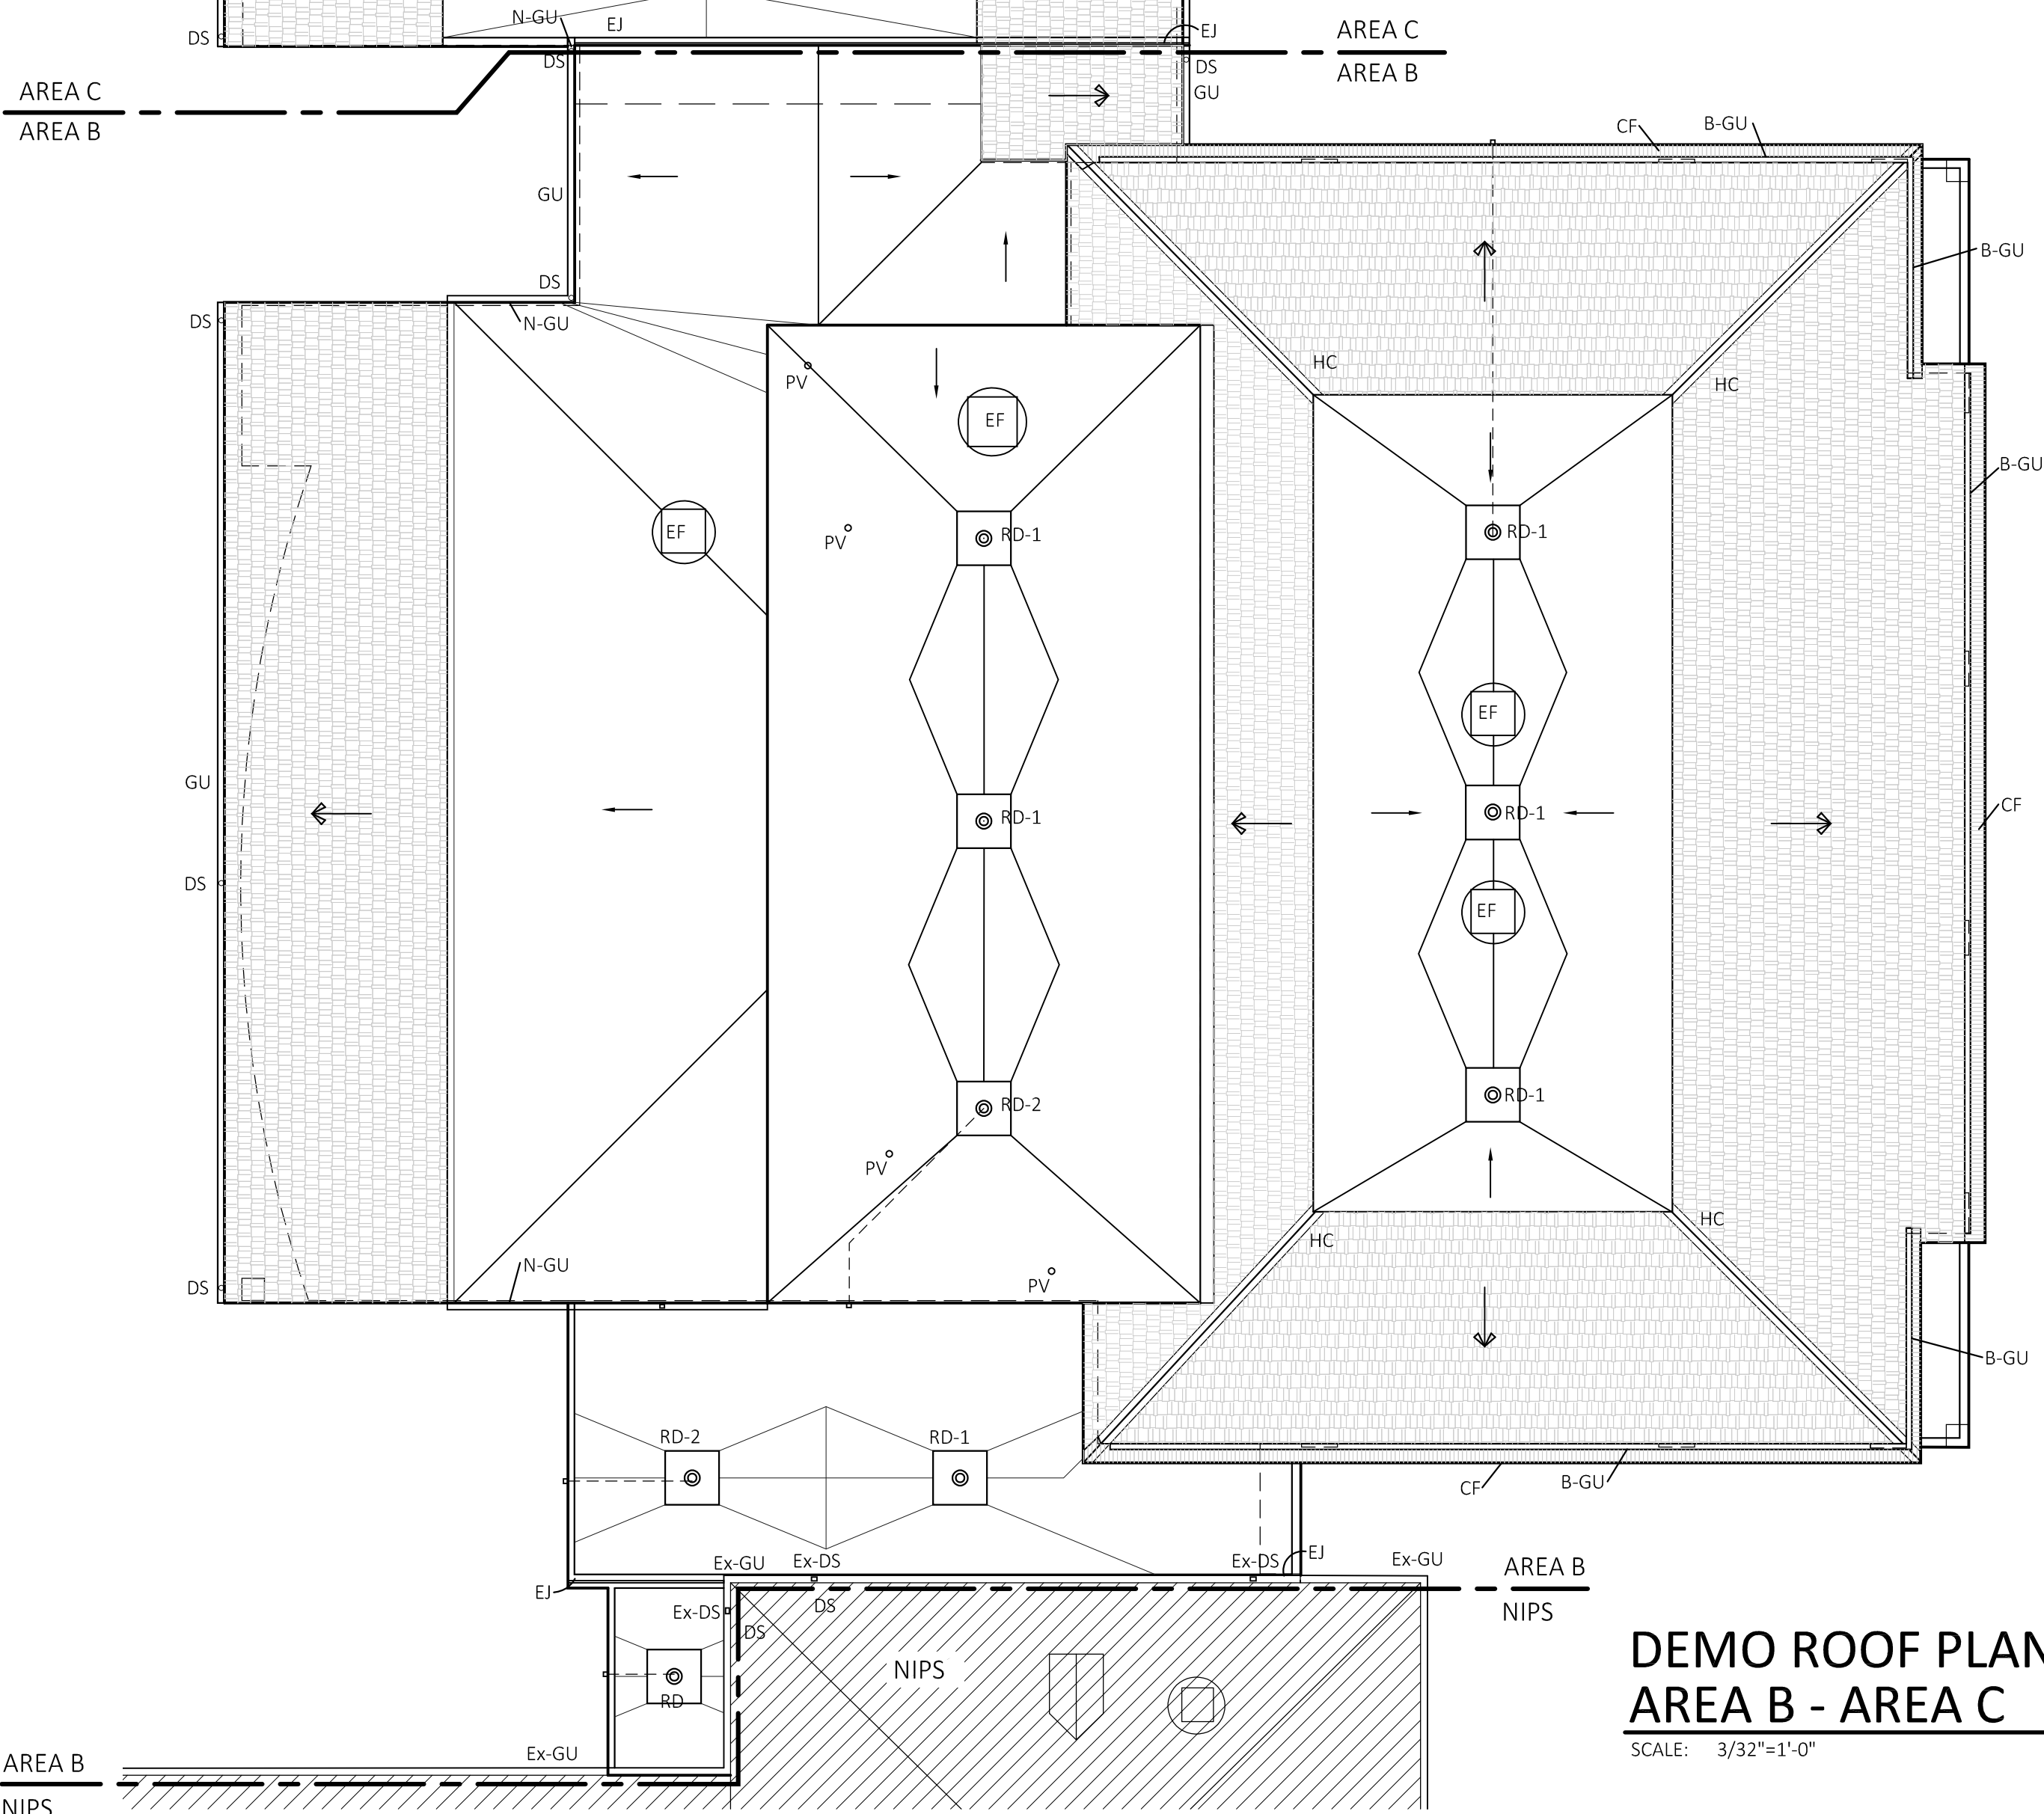 N-GU
EJ
EJ
AREA C
DS
DS
DS
AREA B
AREA C
GU
AREA B
CF
B-GU
GU
B-GU
DS
DS
N-GU
HC
PV
HC
EF
B-GU
EF
RD-1
RD-1
PV
EF
GU
CF
RD-1
RD-1
DS
EF
RD-1
RD-2
PV
HC
HC
N-GU
PV
DS
B-GU
RD-2
RD-1
CF
B-GU
Ex-GU
Ex-DS
Ex-DS
EJ
Ex-GU
AREA B
EJ
Ex-DS
DS
NIPS
DS
NIPS
DEMO ROOF PLAN
RD
AREA B - AREA C
SCALE: 3/32"=1'-0"
Ex-GU
AREA B
NIPS